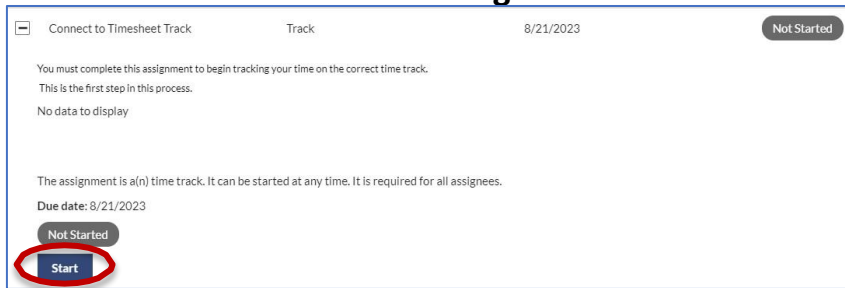 Connect to Timesheet Track Track 8/21/2023 Not Started
You must complete this assignment to begin tracking your time on the correct time track.
This is the first step in this process.
No data to display
The assignment is a(n) time track. It can be started at any time. It is required for all assignees.
Due date: 8/21/2023
Not Started
Start